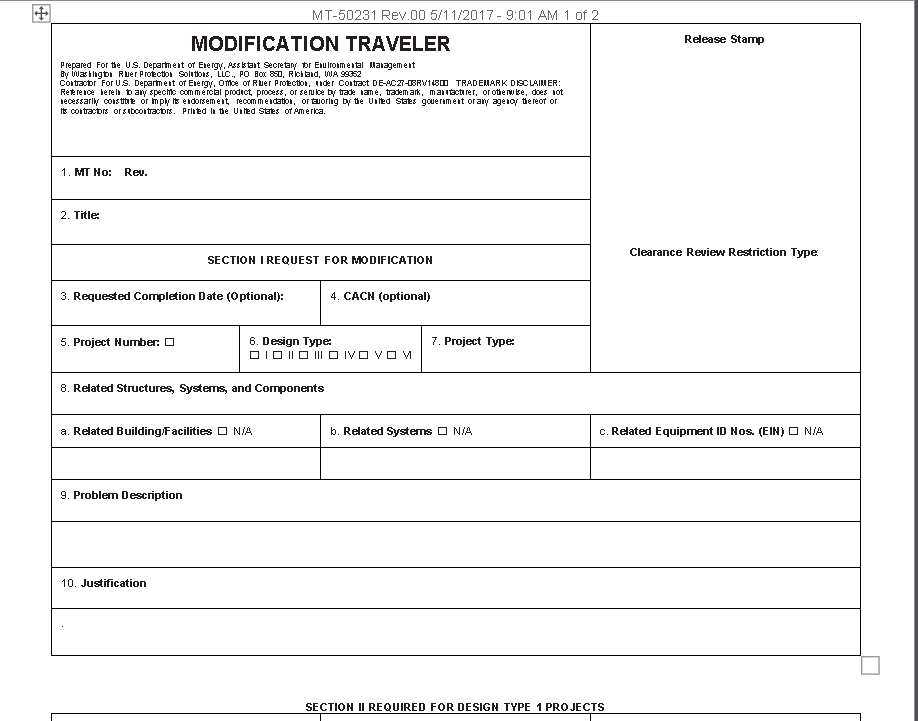 MT-50231 Rev.00 5/11/2017 - 9:01 AM 1 of 2
MODIFICATION TRAVELER
Release Stamp
Prepared For the U.S. Department of Energy, Assistant Secretary for Environmental Management
By Washington River Protection Solutions, LLC., PO Box 850, Richland, WA 99352
Contractor For U.S. Department of Energy, Office of River Protection, under Contract DE-AC27-08RV14800 TRADEMARK DISCLAIMER:
Reference herein to any specific commercial product, process, or service by trade name, trademark, manufacturer, or otherwise, does not
necessarily constitute or imply its endorsement, recommendation, or favoring by the United States government or any agency thereof or
its contractors or subcontractors. Printed in the United States of America.
1. MT No: Rev.
2. Title:
Clearance Review Restriction Type:
SECTION I REQUEST FOR MODIFICATION
3. Requested Completion Date (Optional):
4. CACN (optional)
5. Project Number: ☐
6. Design Type:
☐ I ☐ II ☐ III ☐ IV ☐ V ☐ VI
7. Project Type:
8. Related Structures, Systems, and Components
a. Related Building/Facilities ☐ N/A
b. Related Systems ☐ N/A
c. Related Equipment ID Nos. (EIN) ☐ N/A
9. Problem Description
10. Justification
.
SECTION II REQUIRED FOR DESIGN TYPE 1 PROJECTS